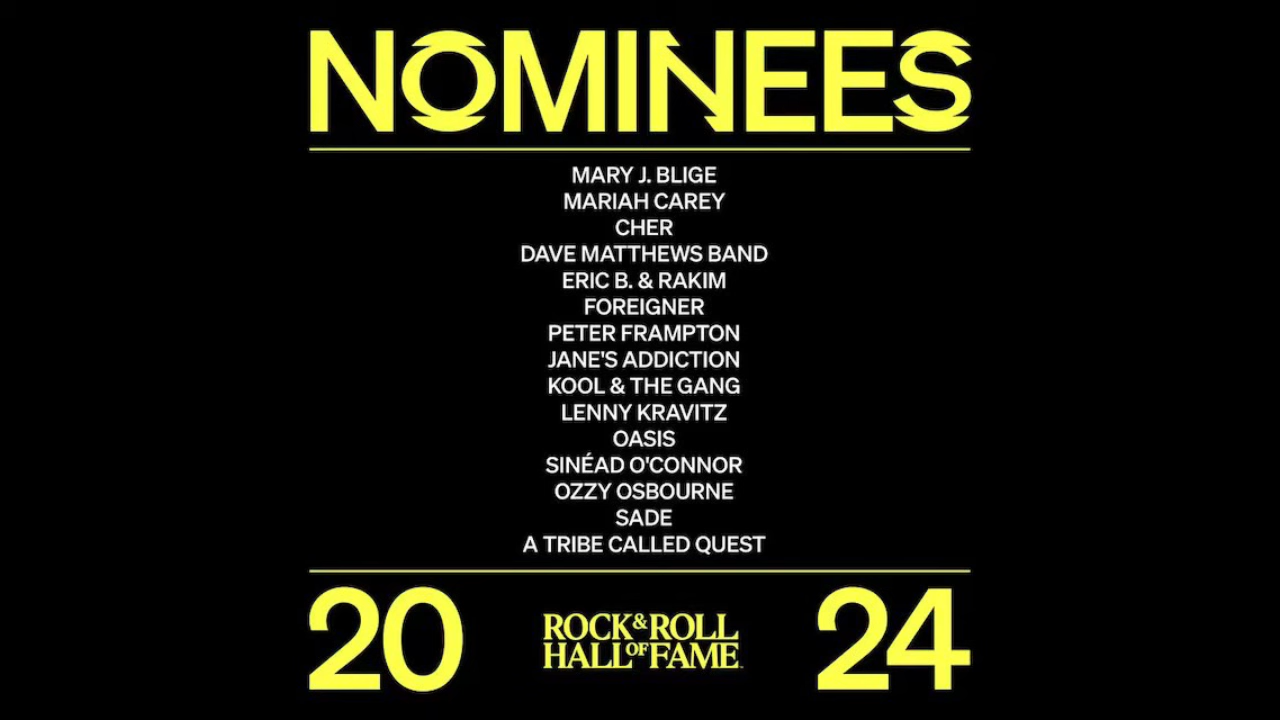 NOMINEES
MARY J. BLIGE
MARIAH CAREY
CHER
DAVE MATTHEWS BAND
ERIC B. & RAKIM
FOREIGNER
PETER FRAMPTON
JANE'S ADDICTION
KOOL & THE GANG
LENNY KRAVITZ
OASIS
SINÉAD O'CONNOR
OZZY OSBOURNE
SADE
A TRIBE CALLED QUEST
20
ROCK & ROLL
HALL OF FAME
24